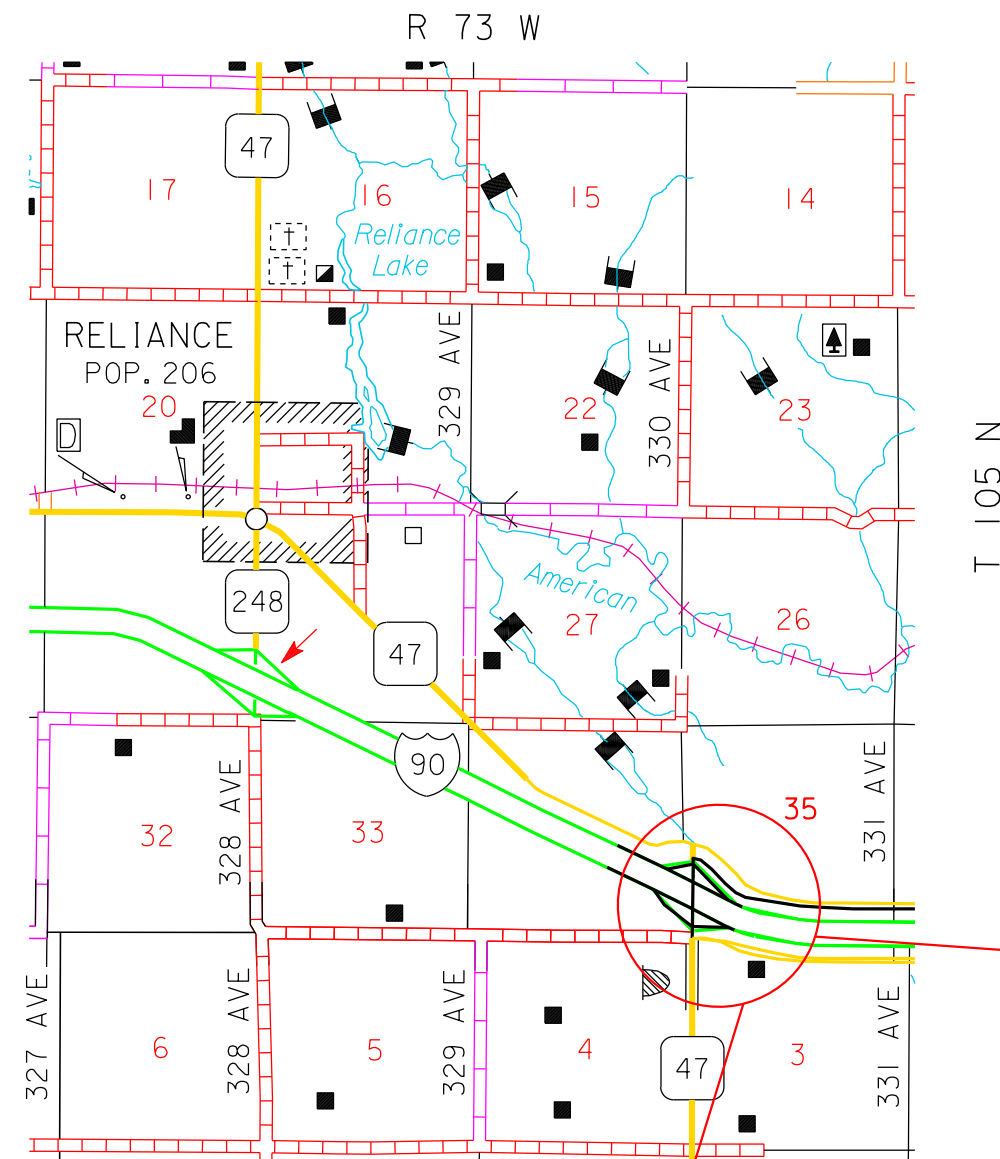 R 73 W
47
17
16
15
14
Reliance
Lake
RELIANCE
POP. 206
20
D
329 AVE
22
330 AVE
23
T 105 N
248
47
American
27
26
90
328 AVE
32
33
35
331 AVE
327 AVE
6
328 AVE
5
329 AVE
4
47
3
331 AVE